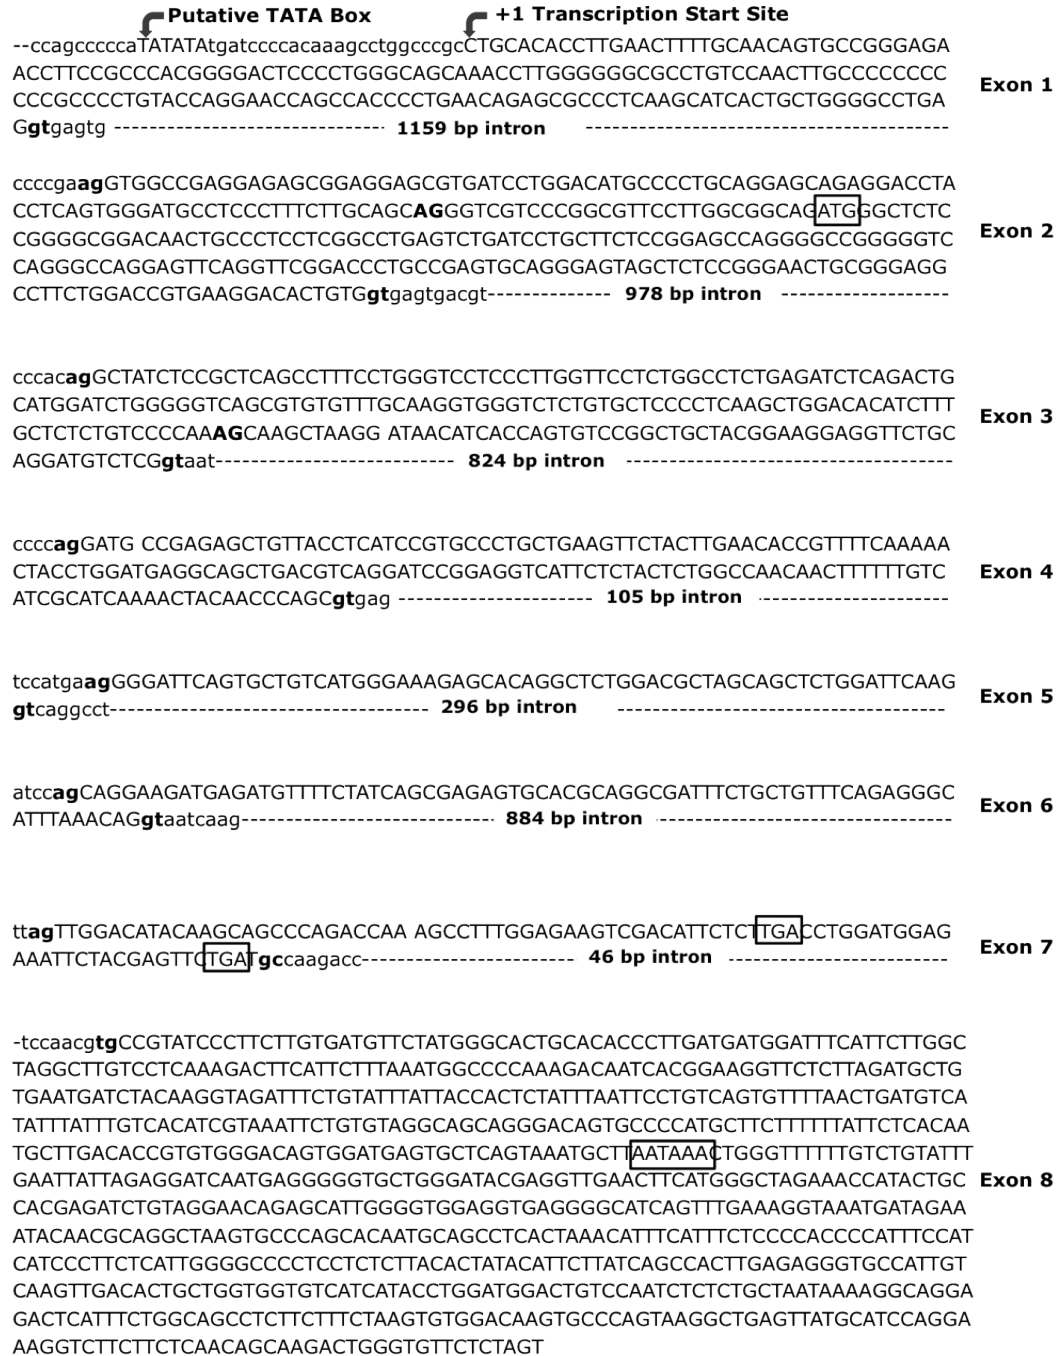 Putative TATA Box
+1 Transcription Start Site
--ccagcccccaTATATAtgatccccacaaagcctggcccgcCTGCACACCTTGAACTTTTGCAACAGTGCCGGGAGA
ACCTTCCGCCCACGGGGACTCCCCTGGGCAGCAAACCTTGGGGGGCGCCTGTCCAACTTGCCCCCCCCC
CCCGCCCCTGTACCAGGAACCAGCCACCCCTGAACAGAGCGCCCTCAAGCATCACTGCTGGGGCCTGA
Exon 1
Ggtgagtg ------------------------------- 1159 bp intron -----------------------------------------
ccccgaagGTGGCCGAGGAGAGCGGAGGAGCGTGATCCTGGACATGCCCCTGCAGGAGCAGAGGACCTA
CCTCAGTGGGATGCCTCCCTTTCTTGCAGCAGGGTCGTCCCGGCGTTCCTTGGCGGCAGATGGGCTCTC
Exon 2
CGGGGCGGACAACTGCCCTCCTCGGCCTGAGTCTGATCCTGCTTCTCCGGAGCCAGGGGCCGGGGGTC
CAGGGCCAGGAGTTCAGGTTCGGACCCTGCCGAGTGCAGGGAGTAGCTCTCCGGGAACTGCGGGAGG
CCTTCTGGACCGTGAAGGACACTGTGgtgagtgacgt-------------- 978 bp intron -------------------
cccacagGCTATCTCCGCTCAGCCTTTCCTGGGTCCTCCCTTGGTTCCTCTGGCCTCTGAGATCTCAGACTG
CATGGATCTGGGGGTCAGCGTGTGTTTGCAAGGTGGGTCTCTGTGCTCCCCTCAAGCTGGACACATCTTT
Exon 3
GCTCTCTGTCCCCAAAGCAAGCTAAGG ATAACATCACCAGTGTCCGGCTGCTACGGAAGGAGGTTCTGC
AGGATGTCTCGgtaat--------------------------- 824 bp intron -------------------------------------
ccccagGATG CCGAGAGCTGTTACCTCATCCGTGCCCTGCTGAAGTTCTACTTGAACACCGTTTTCAAAAA
CTACCTGGATGAGGCAGCTGACGTCAGGATCCGGAGGTCATTCTCTACTCTGGCCAACAACTTTTTTGTC
Exon 4
ATCGCATCAAAACTACAACCCAGCgtgag ---------------------- 105 bp intron ----------------------
tccatgaagGGGATTCAGTGCTGTCATGGGAAAGAGCACAGGCTCTGGACGCTAGCAGCTCTGGATTCAAG
Exon 5
gtcaggcct------------------------------------ 296 bp intron --------------------------------------
atccagCAGGAAGATGAGATGTTTTCTATCAGCGAGAGTGCACGCAGGCGATTTCTGCTGTTTCAGAGGGC
Exon 6
ATTTAAACAGgtaatcaag----------------------------- 884 bp intron ----------------------------------
ttagTTGGACATACAAGCAGCCCAGACCAA AGCCTTTGGAGAAGTCGACATTCTCTTGACCTGGATGGAG
Exon 7
AAATTCTACGAGTTCTGATgcccaagacc------------------------ 46 bp intron -------------------------
-tccaacgtgCCGTATCCCTTCTTGTGATGTTCTATGGGCACTGCACACCCTTGATGATGGATTTCATTCTTGGC
TAGGCTTGTCCTCAAAGACTTCATTCTTTAAATGGCCCCAAAGACAATCACGGAAGGTTCTCTTAGATGCTG
TGAATGATCTACAAGGTAGATTTCTGTATTTATTACCACTCTATTTAATTCCTGTCAGTGTTTTAACTGATGTCA
TATTTATTTGTCACATCGTAAATTCTGTGTAGGCAGCAGGGACAGTGCCCCATGCTTCTTTTTTATTCTCACAA
TGCTTGACACCGTGTGGGACAGTGGATGAGTGCTCAGTAAATGCTTAATAAACTGGGTTTTTTGTCTGTATTT
Exon 8
GAATTATTAGAGGATCAATGAGGGGGTGCTGGGATACGAGGTTGAACTTCATGGGCTAGAAACCATACTGC
CACGAGATCTGTAGGAACAGAGCATTGGGGTGGAGGTGAGGGGCATCAGTTTGAAAGGTAAATGATAGAA
ATACAACGCAGGCTAAGTGCCCAGCACAATGCAGCCTCACTAAACATTTCATTTCTCCCCACCCCATTTCCAT
CATCCCTTCTCATTGGGGCCCCTCCTCTCTTACACTATACATTCTTATCAGCCACTTGAGAGGGTGCCATTGT
CAAGTTGACACTGCTGGTGGTGTCATCATACCTGGATGGACTGTCCAATCTCTCTGCTAATAAAAGGCAGGA
GACTCATTTCTGGCAGCCTCTTCTTTCTAAGTGTGGACAAGTGCCCAGTAAGGCTGAGTTATGCATCCAGGA
AAGGTCTTCTTCTCAACAGCAAGACTGGGTGTTCTCTAGT